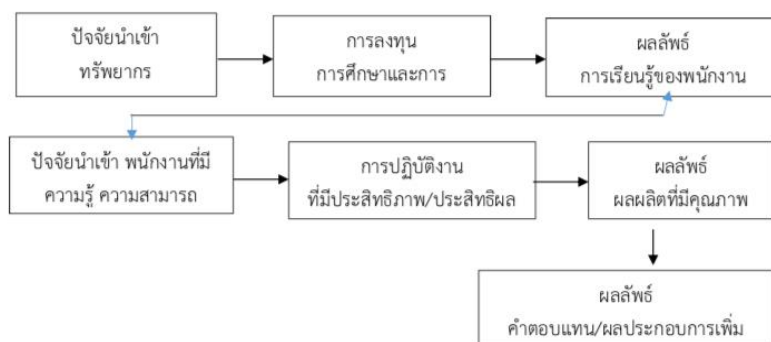 ปัจจัยนำเข้า
ทรัพยากร
การลงทุน
การศึกษาและการ
ผลลัพธ์
การเรียนรู้ของพนักงาน
ปัจจัยนำเข้า พนักงานที่มี
ความรู้ ความสามารถ
การปฏิบัติงาน
ที่มีประสิทธิภาพ/ประสิทธิผล
ผลลัพธ์
ผลผลิตที่มีคุณภาพ
ผลลัพธ์
คำตอบแทน/ผลประกอบการเพิ่ม